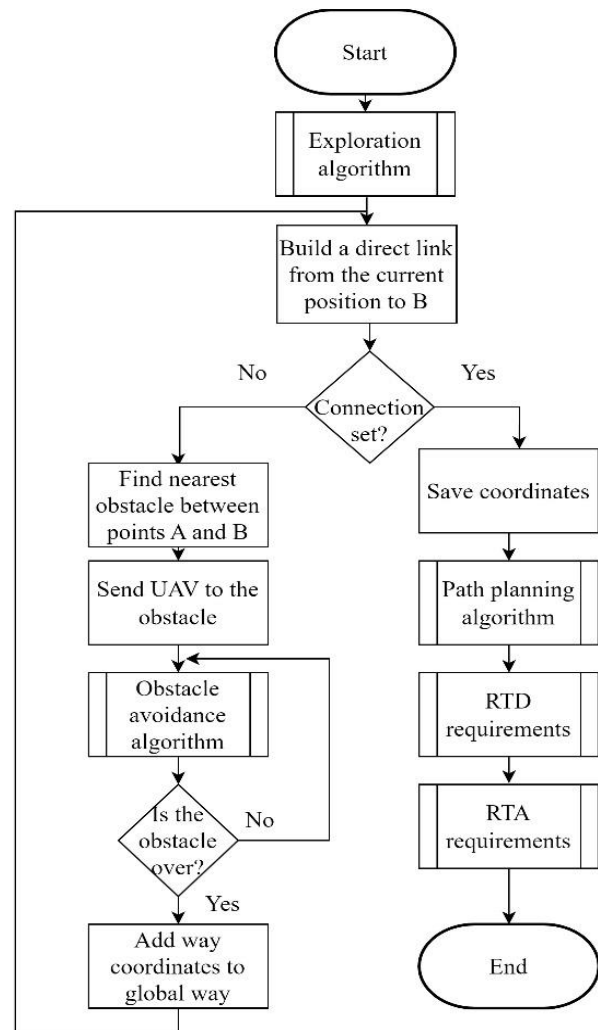 Start
Exploration
algorithm
Build a direct link
from the current
position to B
No
Yes
Connection
set?
Find nearest
obstacle between
points A and B
Save coordinates
Send UAV to the
obstacle
Path planning
algorithm
Obstacle
avoidance
algorithm
RTD
requirements
Is the
obstacle
over?
No
RTA
requirements
Yes
Add way
coordinates to
global way
End